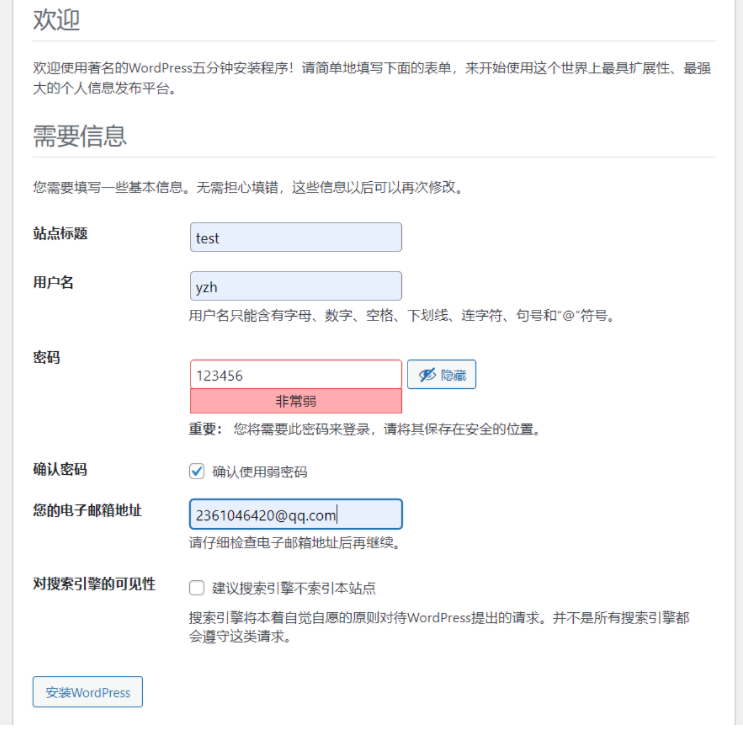 欢迎
欢迎使用著名的WordPress五分钟安装程序！请简单地填写下面的表单，来开始使用这个世界上最具扩展性、最强
大的个人信息发布平台。
需要信息
您需要填写一些基本信息。无需担心填错，这些信息以后可以再次修改。
站点标题
test
用户名
yzh
用户名只能含有字母、数字、空格、下划线、连字符、句号和“@”符号。
密码
123456
隐藏
非常弱
重要： 您将需要此密码来登录，请将其保存在安全的位置。
确认密码
确认使用弱密码
您的电子邮箱地址
2361046420@qq.com
请仔细检查电子邮箱地址后再继续。
对搜索引擎的可见性
建议搜索引擎不索引本站点
搜索引擎将本着自觉自愿的原则对待WordPress提出的请求。并不是所有搜索引擎都
会遵守这类请求。
安装WordPress